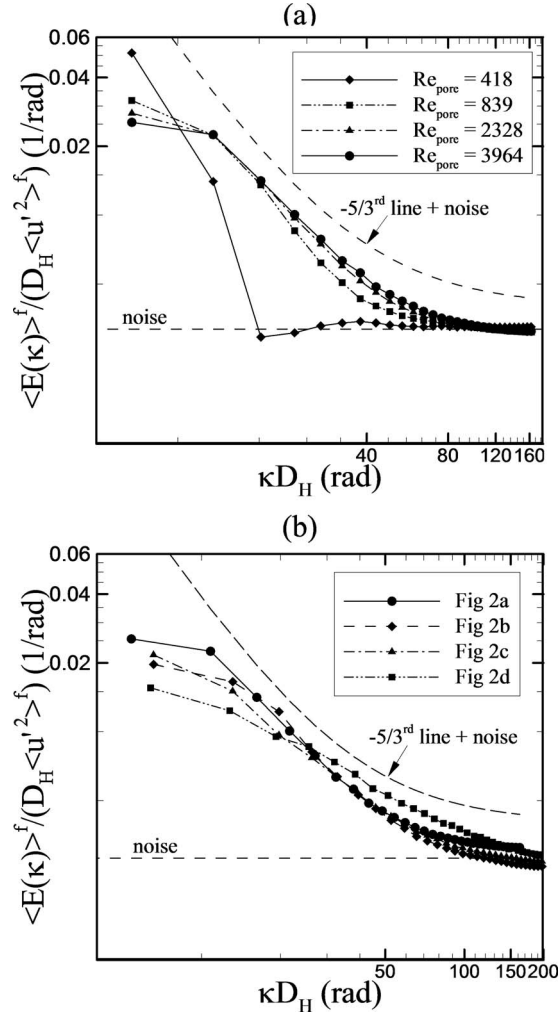 (a)
0.06
0.04
0.02
<E(κ)>ᶠ/(D_H<u'²>ᶠ) (1/rad)
Re_pore = 418
Re_pore = 839
Re_pore = 2328
Re_pore = 3964
-5/3ʳᵈ line + noise
noise
40 80 120 160
κD_H (rad)
(b)
0.06
0.04
0.02
<E(κ)>ᶠ/(D_H<u'²>ᶠ) (1/rad)
Fig 2a
Fig 2b
Fig 2c
Fig 2d
-5/3ʳᵈ line + noise
noise
50 100 150 200
κD_H (rad)